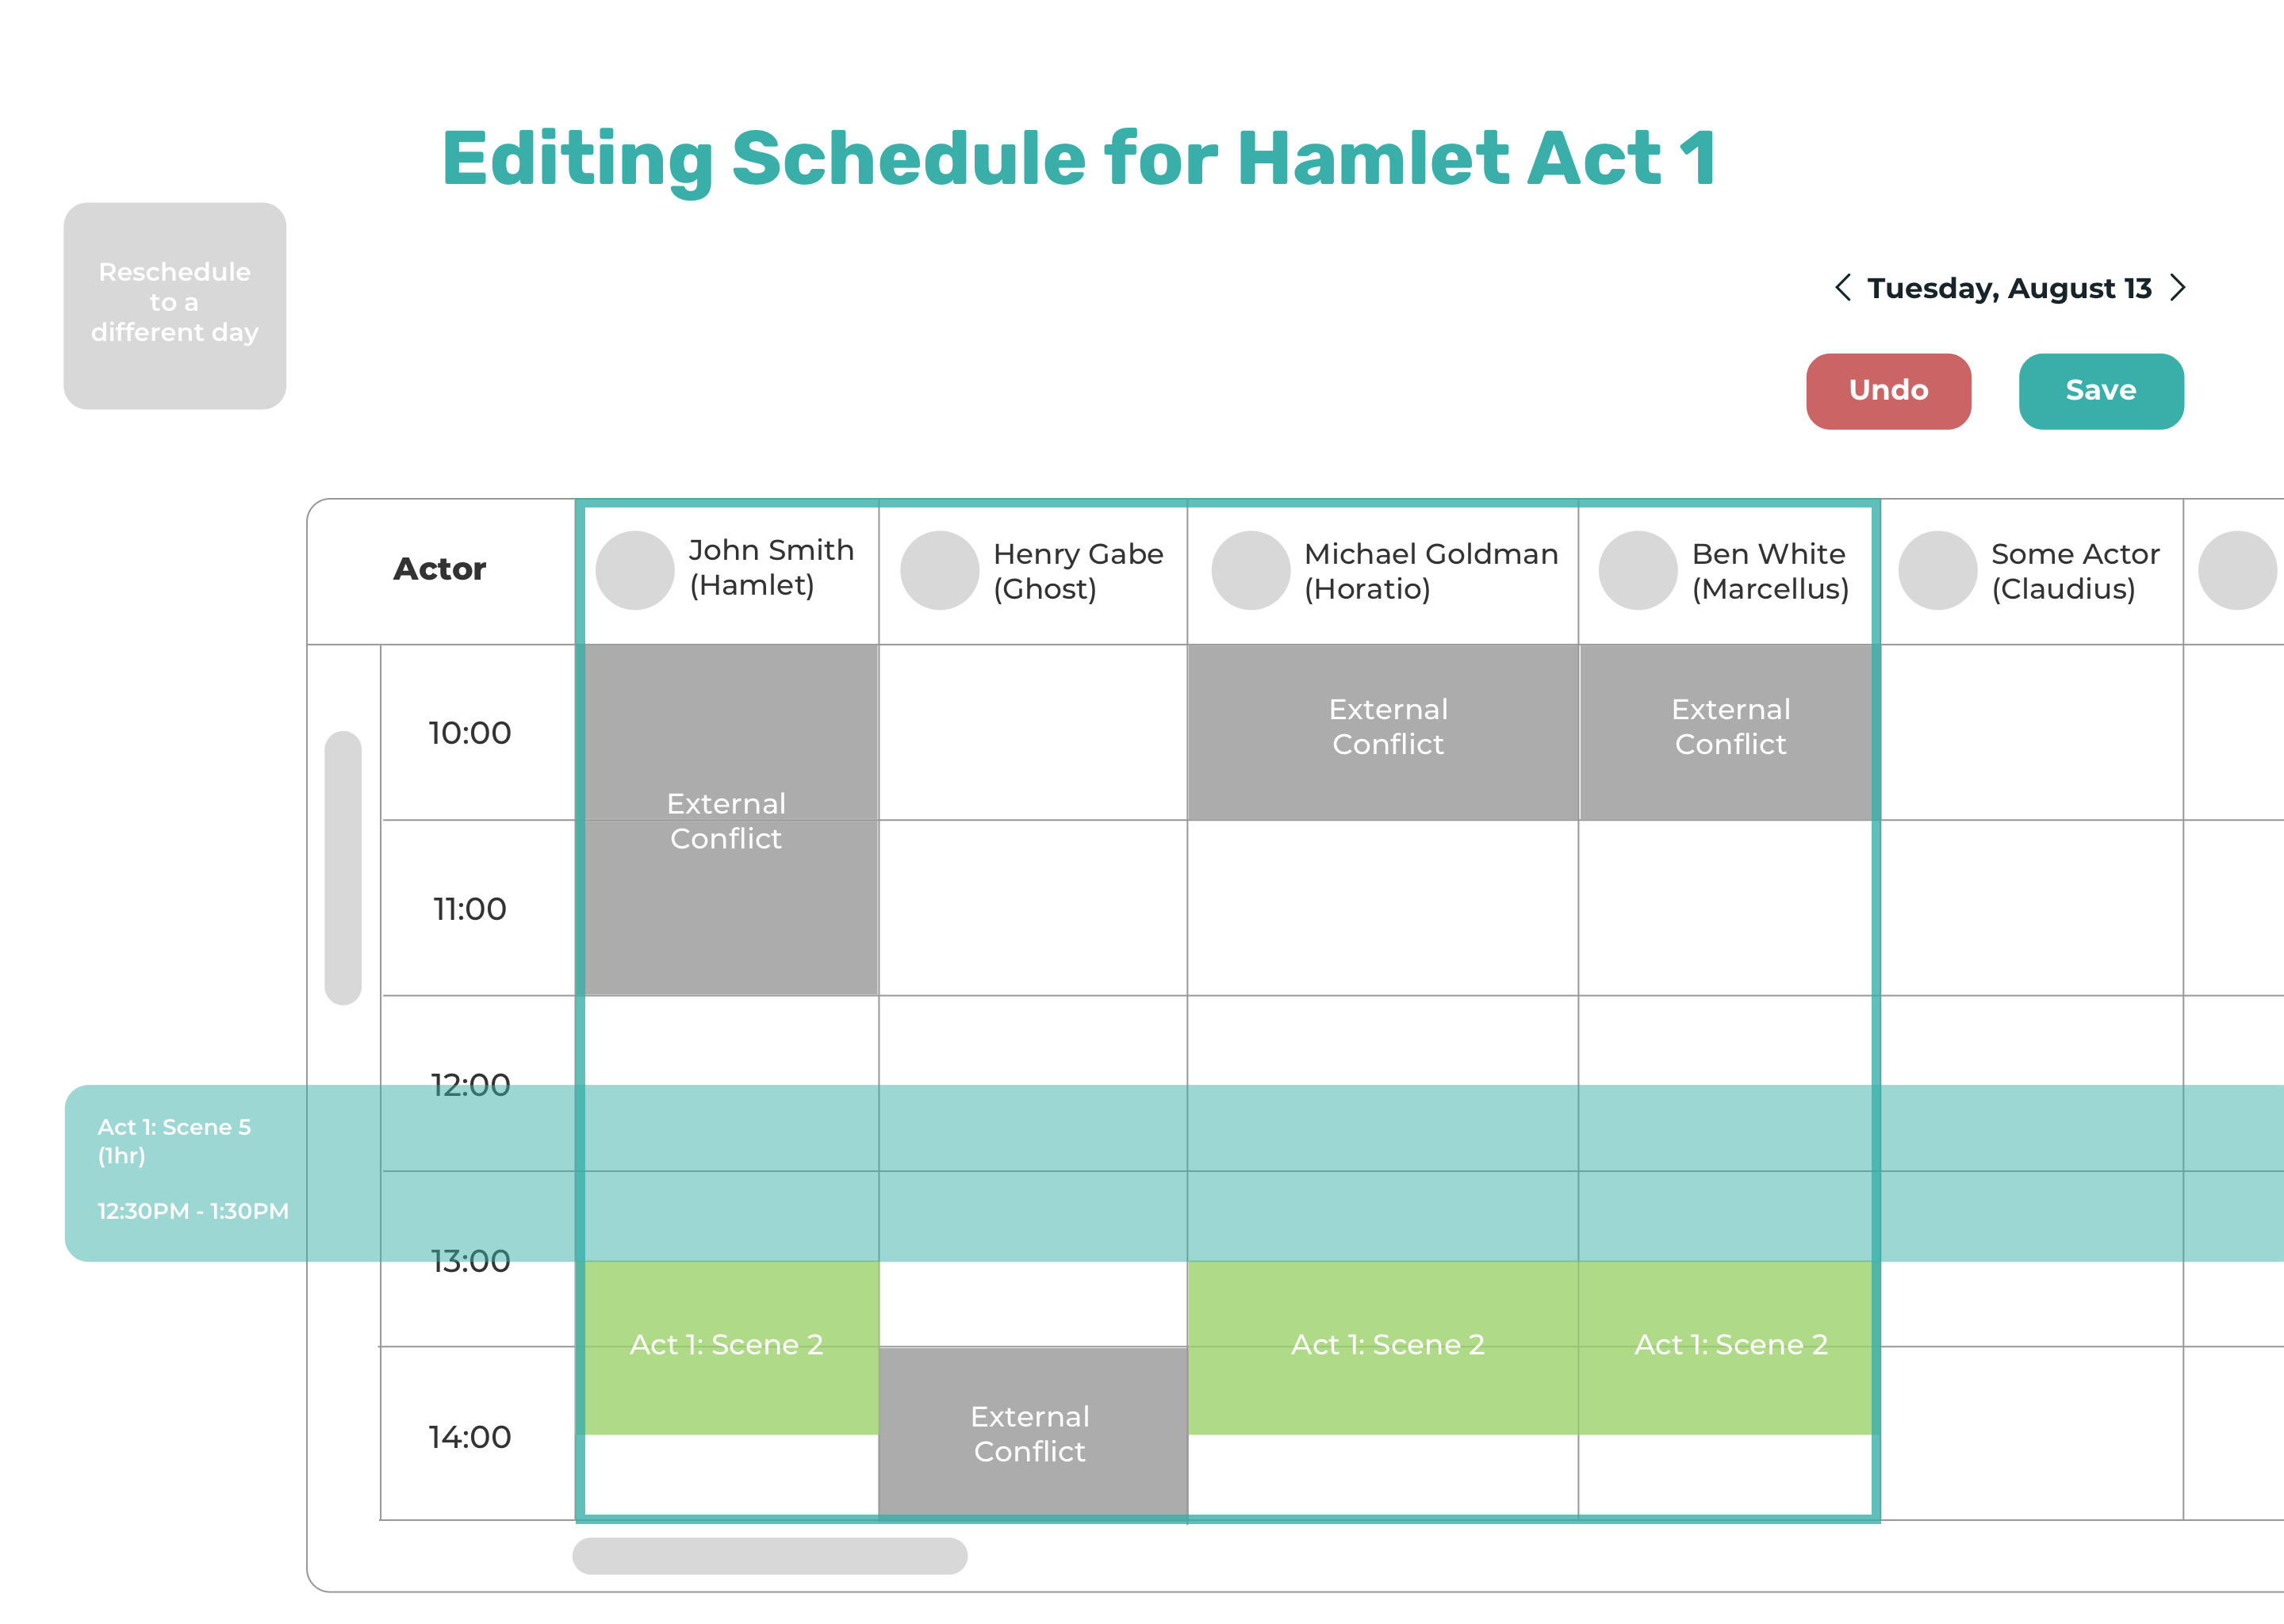 Editing Schedule for Hamlet Act 1
Reschedule
to a
different day
Tuesday, August 13
Undo
Save
Actor
John Smith
(Hamlet)
Henry Gabe
(Ghost)
Michael Goldman
(Horatio)
Ben White
(Marcellus)
Some Actor
(Claudius)
10:00
External
Conflict
External
Conflict
External
Conflict
11:00
12:00
Act 1: Scene 5
(1hr)
12:30PM - 1:30PM
13:00
Act 1: Scene 2
Act 1: Scene 2
Act 1: Scene 2
14:00
External
Conflict